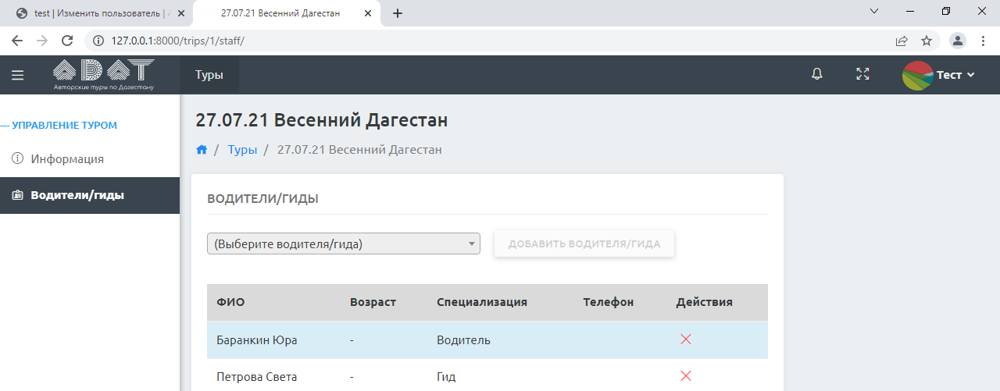 test | Изменить пользователь |
27.07.21 Весенний Дагестан
127.0.0.1:8000/trips/1/staff/
АДАТ
Авторские туры по Дагестану
Туры
Тест
УПРАВЛЕНИЕ ТУРОМ
Информация
Водители/гиды
27.07.21 Весенний Дагестан
/ Туры / 27.07.21 Весенний Дагестан
ВОДИТЕЛИ/ГИДЫ
(Выберите водителя/гида) ДОБАВИТЬ ВОДИТЕЛЯ/ГИДА
ФИО Возраст Специализация Телефон Действия
Баранкин Юра - Водитель
Петрова Света - Гид